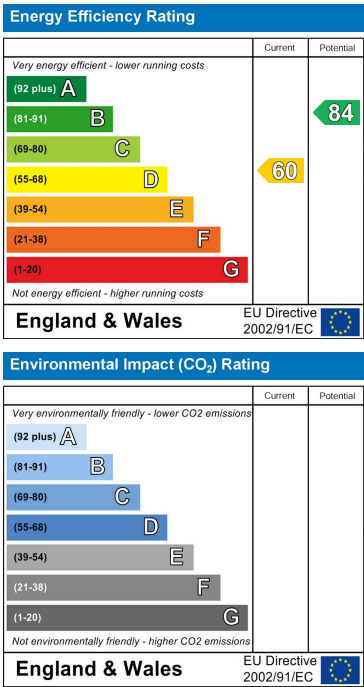 Energy Efficiency Rating
Current Potential
Very energy efficient - lower running costs
(92 plus) A
(81-91) B
84
(69-80) C
(55-68) D
60
(39-54) E
(21-38) F
(1-20) G
Not energy efficient - higher running costs
England & Wales
EU Directive
2002/91/EC
Environmental Impact (CO₂) Rating
Current Potential
Very environmentally friendly - lower CO2 emissions
(92 plus) A
(81-91) B
(69-80) C
(55-68) D
(39-54) E
(21-38) F
(1-20) G
Not environmentally friendly - higher CO2 emissions
England & Wales
EU Directive
2002/91/EC